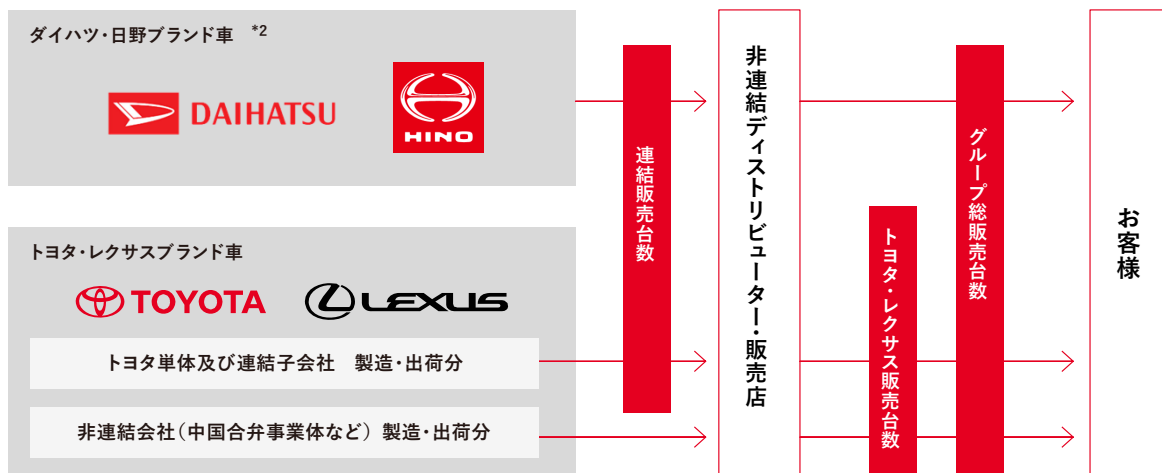 ダイハツ・日野ブランド車 *2
DAIHATSU
HINO
トヨタ・レクサスブランド車
TOYOTA
LEXUS
トヨタ単体及び連結子会社 製造・出荷分
非連結会社（中国合弁事業体など）製造・出荷分
連結販売台数
非連結ディストリビューター・販売店
トヨタ・レクサス販売台数
グループ総販売台数
お客様